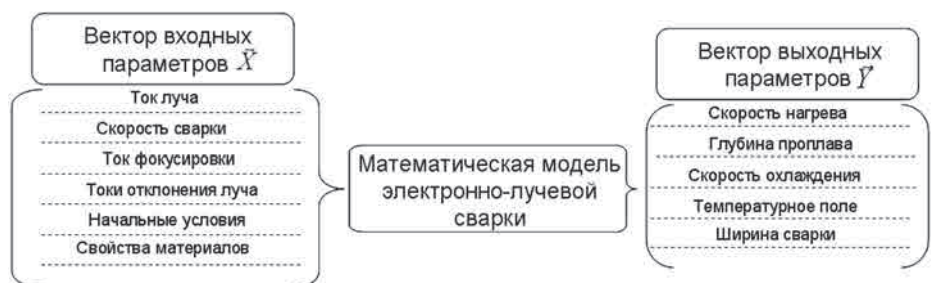 Вектор входных
параметров X̄
Ток луча
Скорость сварки
Ток фокусировки
Токи отклонения луча
Начальные условия
Свойства материалов
Математическая модель
электронно-лучевой
сварки
Вектор выходных
параметров Ȳ
Скорость нагрева
Глубина проплава
Скорость охлаждения
Температурное поле
Ширина сварки